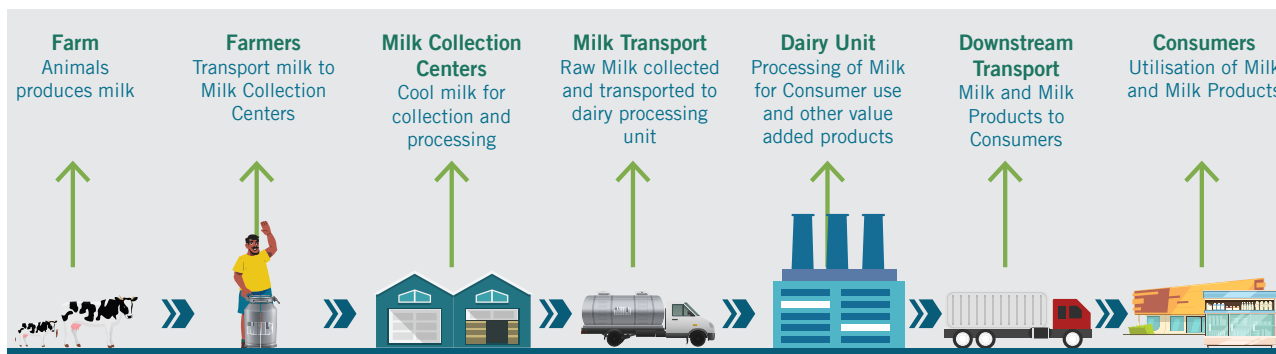 Farm
Animals
produces milk
Farmers
Transport milk to
Milk Collection
Centers
Milk Collection
Centers
Cool milk for
collection and
processing
Milk Transport
Raw Milk collected
and transported to
dairy processing
unit
Dairy Unit
Processing of Milk
for Consumer use
and other value
added products
Downstream
Transport
Milk and Milk
Products to
Consumers
Consumers
Utilisation of Milk
and Milk Products